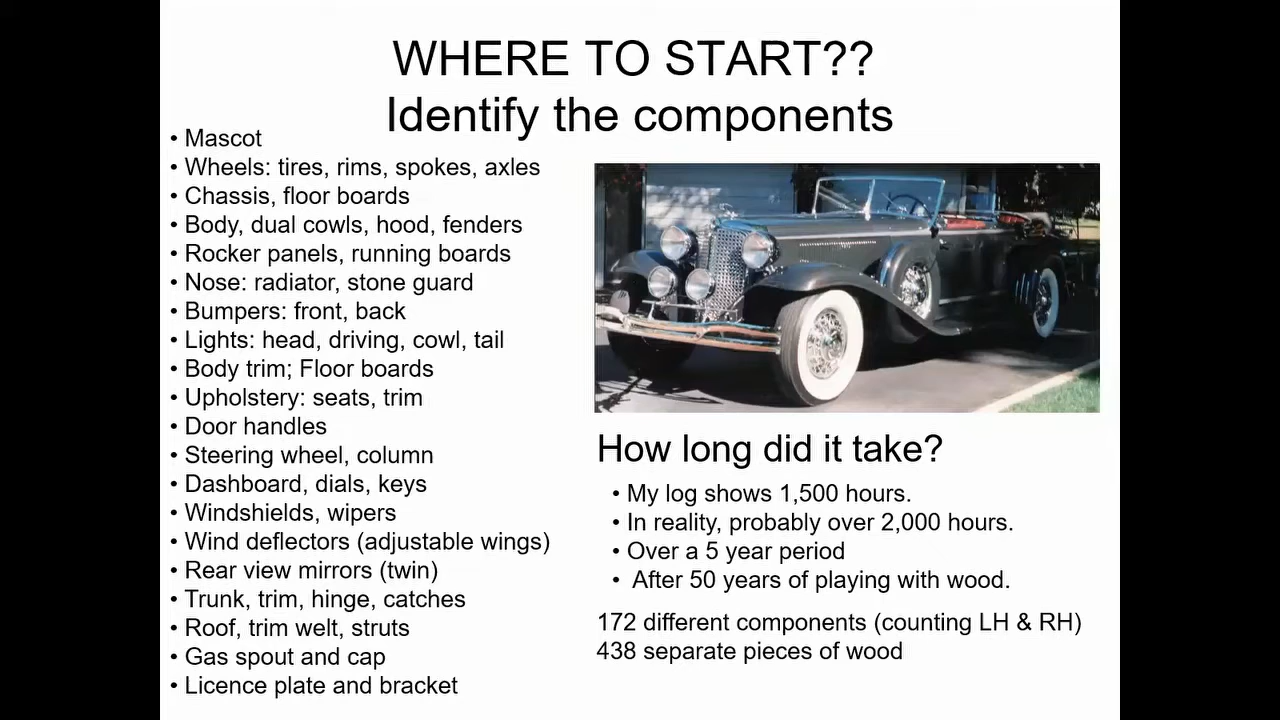 WHERE TO START??
Identify the components
• Mascot
• Wheels: tires, rims, spokes, axles
• Chassis, floor boards
• Body, dual cowls, hood, fenders
• Rocker panels, running boards
• Nose: radiator, stone guard
• Bumpers: front, back
• Lights: head, driving, cowl, tail
• Body trim; Floor boards
• Upholstery: seats, trim
• Door handles
• Steering wheel, column
• Dashboard, dials, keys
• Windshields, wipers
• Wind deflectors (adjustable wings)
• Rear view mirrors (twin)
• Trunk, trim, hinge, catches
• Roof, trim welt, struts
• Gas spout and cap
• Licence plate and bracket
How long did it take?
• My log shows 1,500 hours.
• In reality, probably over 2,000 hours.
• Over a 5 year period
• After 50 years of playing with wood.
172 different components (counting LH & RH)
438 separate pieces of wood